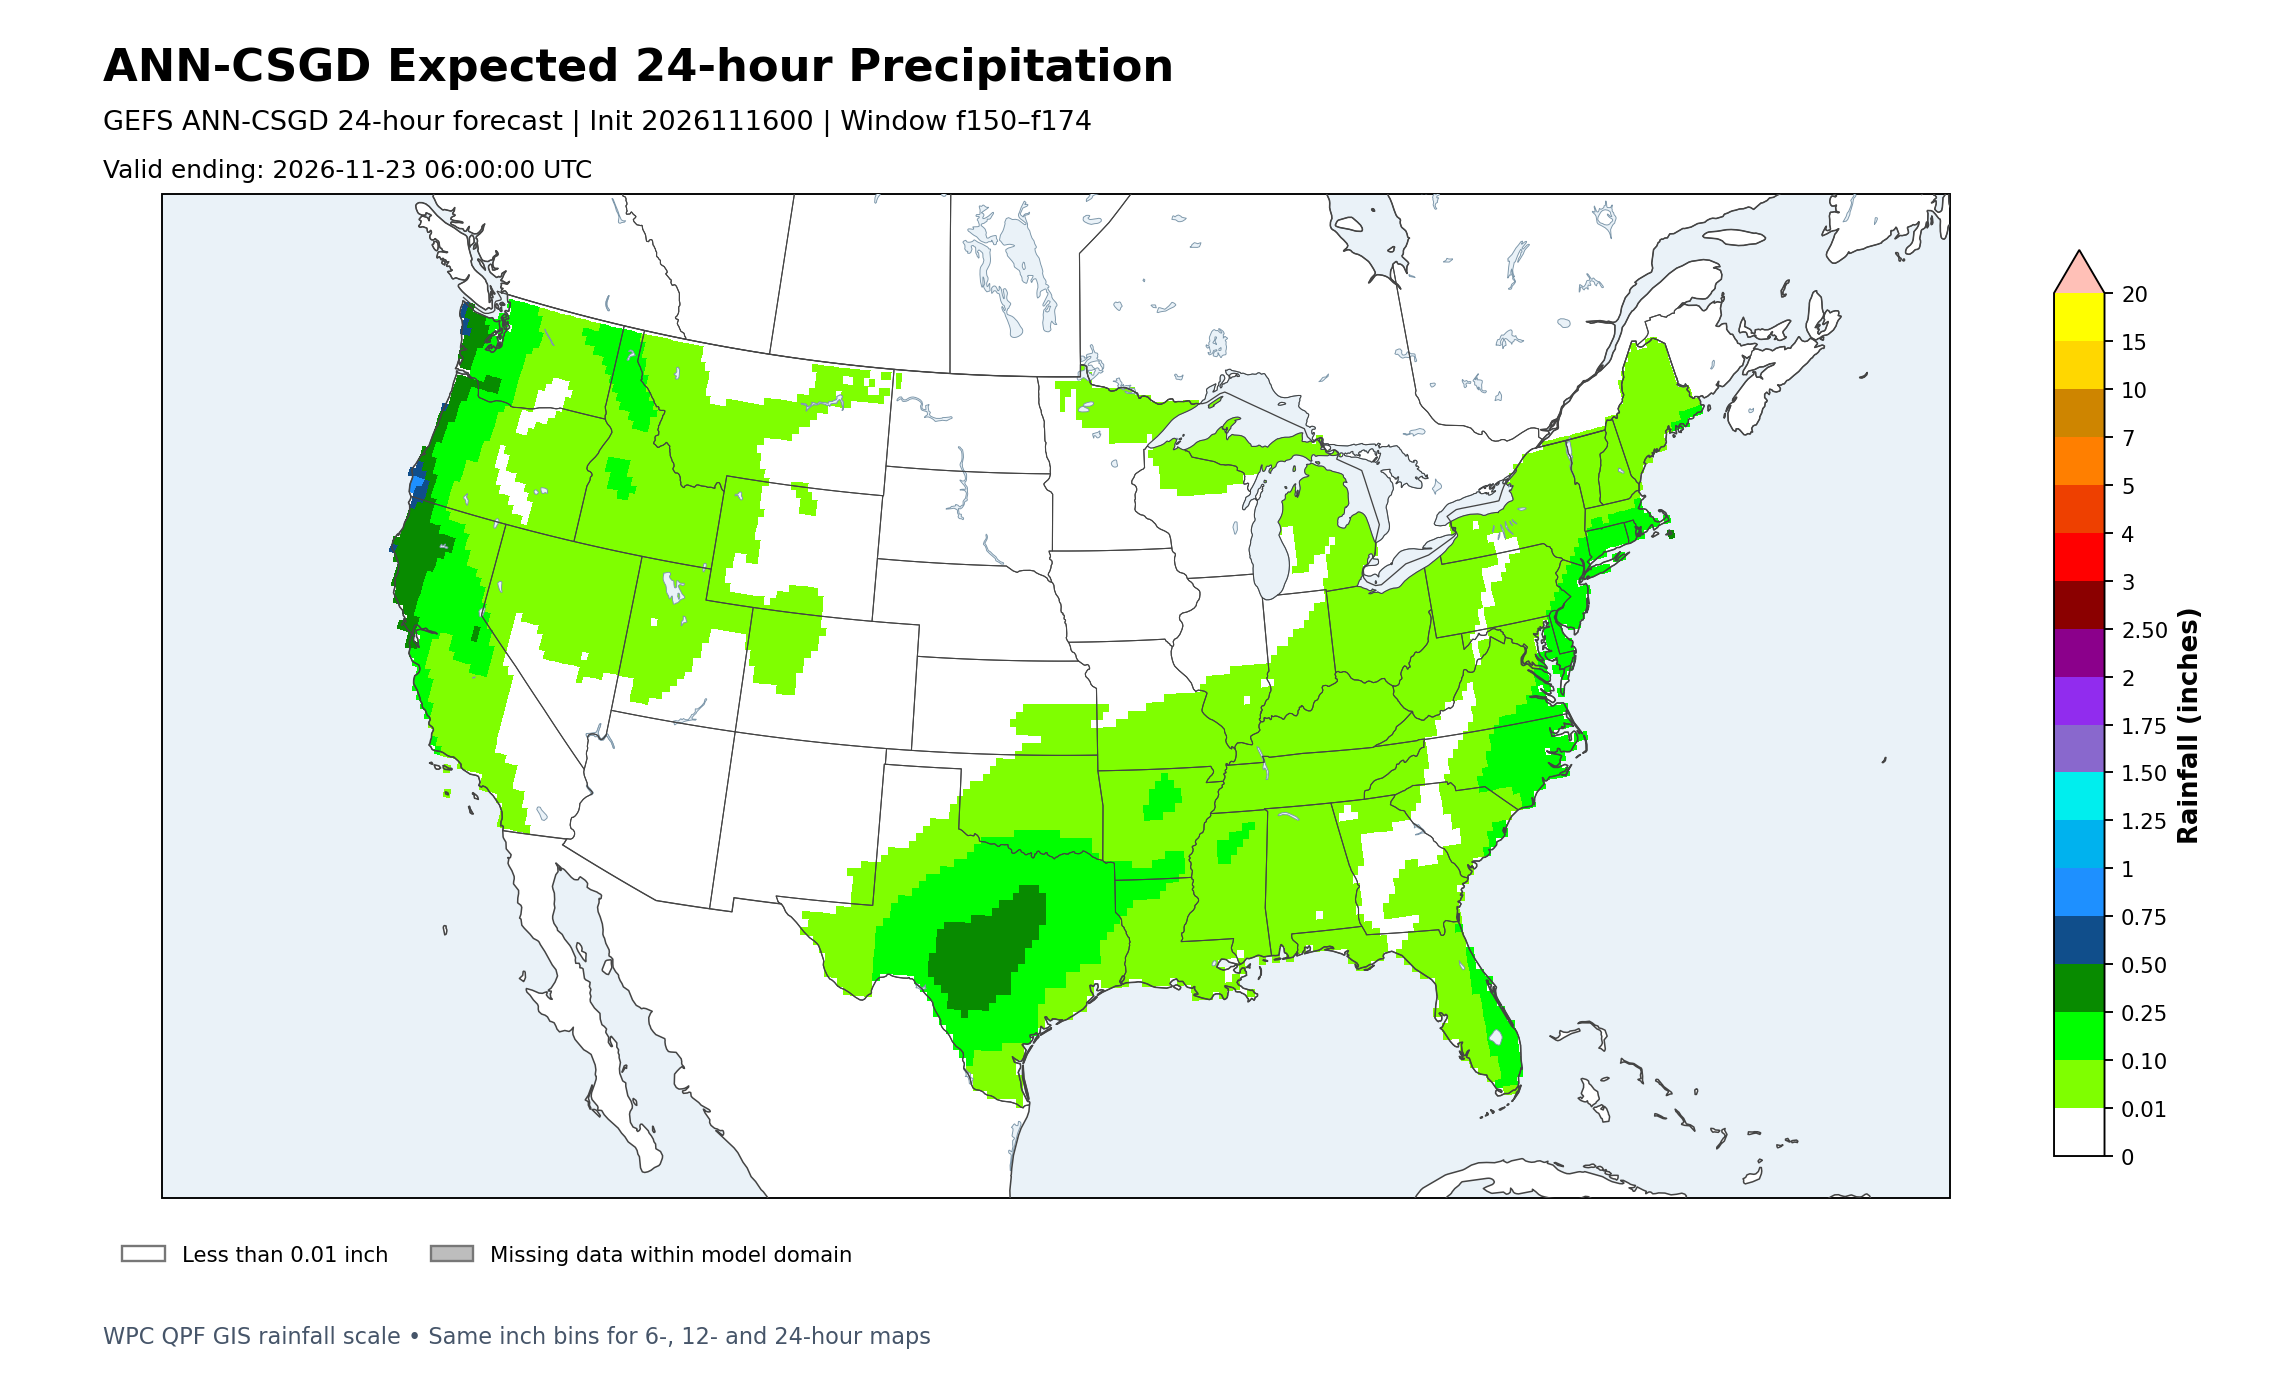 ANN-CSGD Expected 24-hour Precipitation
GEFS ANN-CSGD 24-hour forecast | Init 2026111600 | Window f150–f174
Valid ending: 2026-11-23 06:00:00 UTC
20
15
10
7
5
4
3
2.50
2
1.75
1.50
1.25
1
0.75
0.50
0.25
0.10
0.01
0
Rainfall (inches)
Less than 0.01 inch
Missing data within model domain
WPC QPF GIS rainfall scale • Same inch bins for 6-, 12- and 24-hour maps